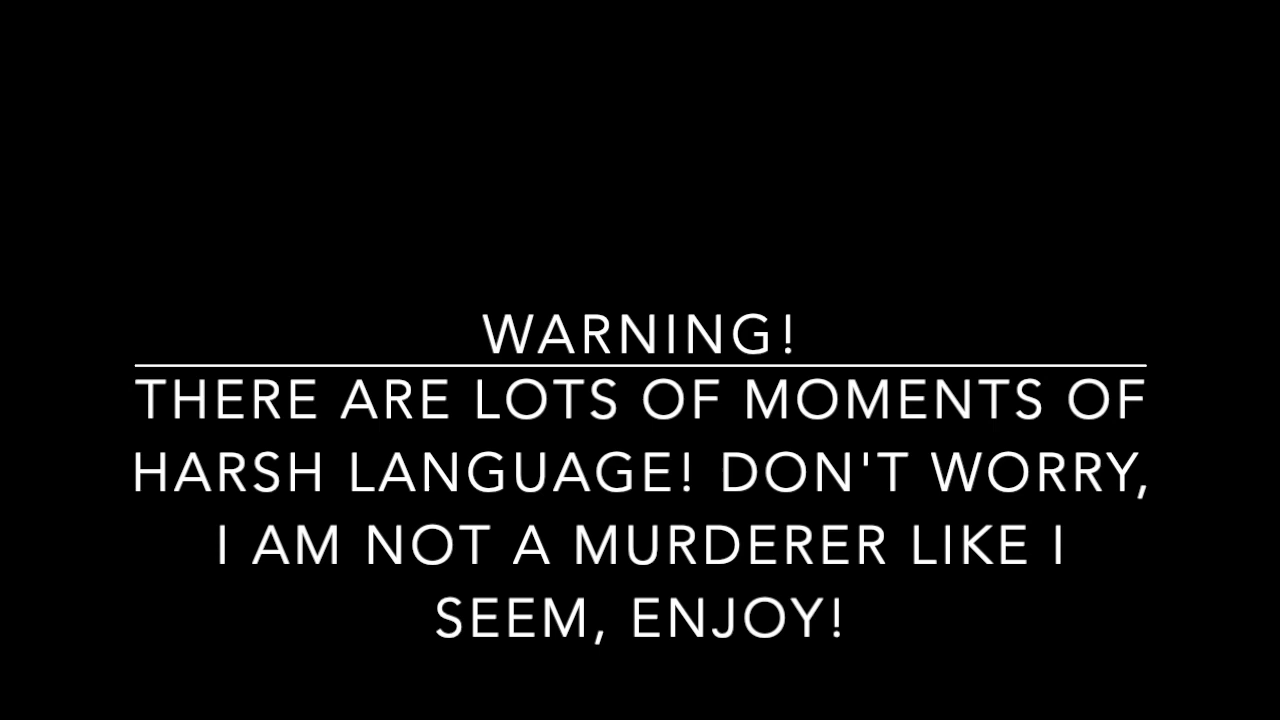 WARNING!
THERE ARE LOTS OF MOMENTS OF
HARSH LANGUAGE! DON'T WORRY,
I AM NOT A MURDERER LIKE I
SEEM, ENJOY!